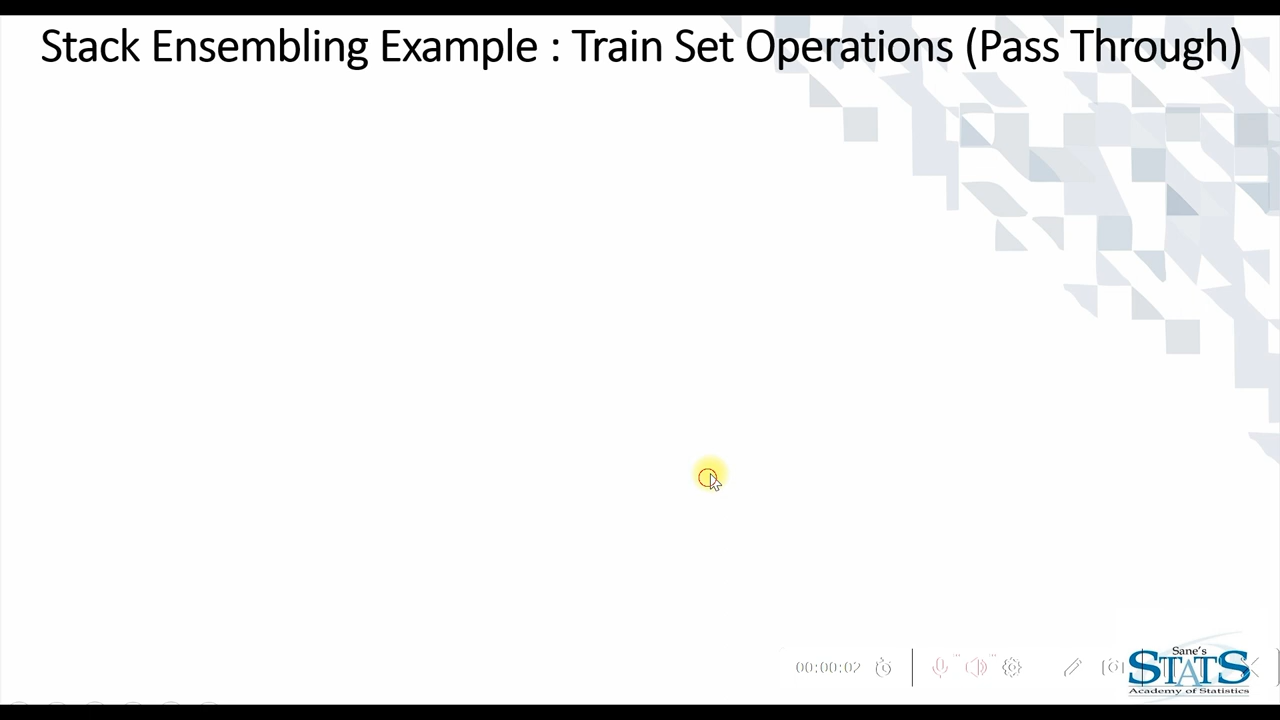 Stack Ensembling Example : Train Set Operations (Pass Through)
00:00:02
Sane's
STATS
Academy of Statistics